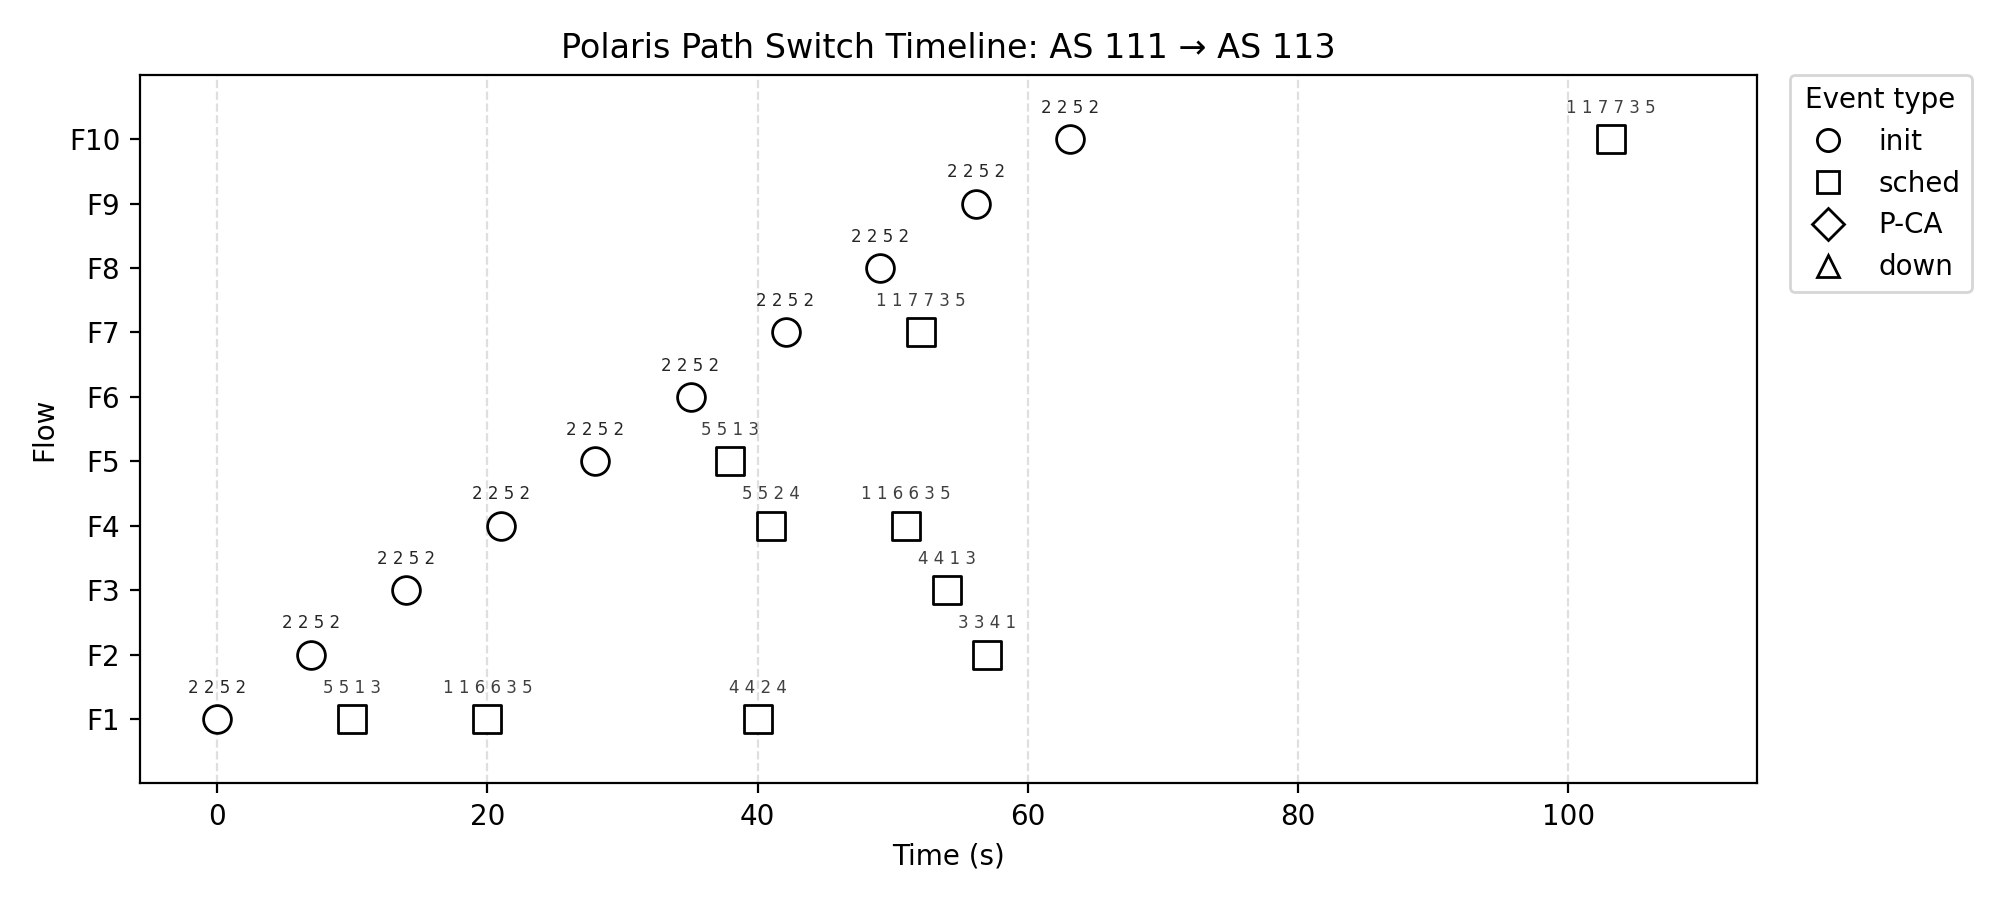 Polaris Path Switch Timeline: AS 111 → AS 113
Event type
init
sched
P-CA
down
Flow
F10
2 2 5 2
1 1 7 7 3 5
F9
2 2 5 2
F8
2 2 5 2
F7
2 2 5 2
1 1 7 7 3 5
F6
2 2 5 2
F5
2 2 5 2
5 5 1 3
F4
2 2 5 2
5 5 2 4
1 1 6 6 3 5
F3
2 2 5 2
4 4 1 3
F2
2 2 5 2
3 3 4 1
F1
2 2 5 2
5 5 1 3
1 1 6 6 3 5
4 4 2 4
0 20 40 60 80 100
Time (s)